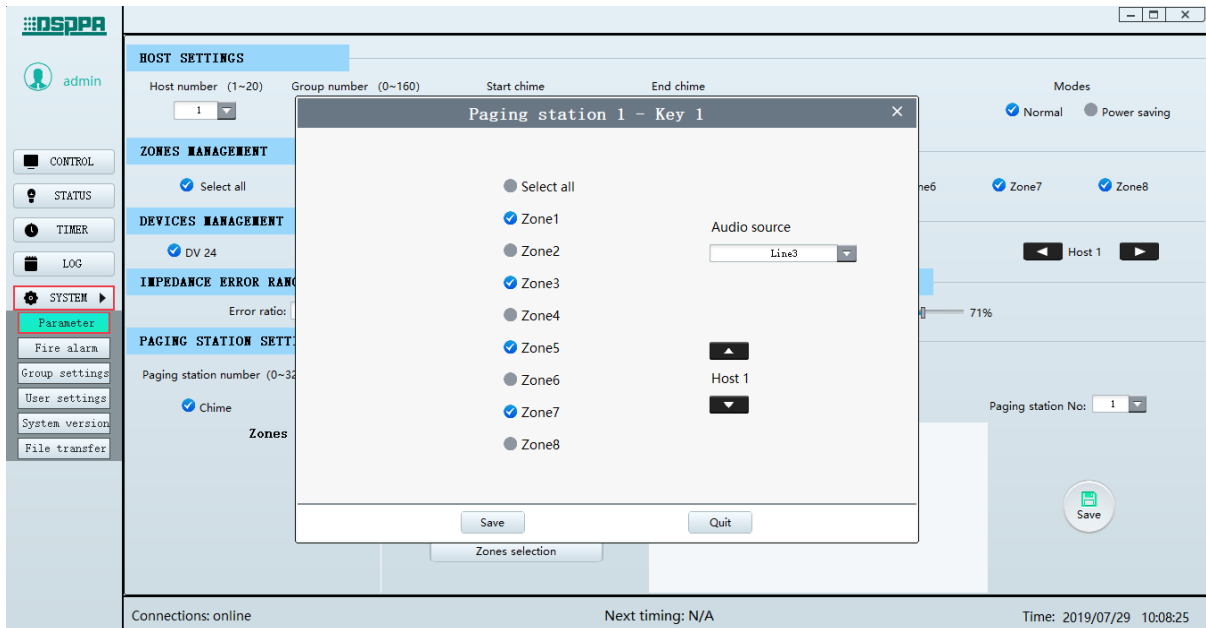 DSPPA
admin
CONTROL
STATUS
TIMER
LOG
SYSTEM
Parameter
Fire alarm
Group settings
User settings
System version
File transfer
HOST SETTINGS
Host number (1~20) Group number (0~160) Start chime End chime Modes
1 Normal Power saving
ZONES MANAGEMENT
Select all Zone7 Zone8
DEVICES MANAGEMENT
DV 24 Host 1
IMPEDANCE ERROR
Error ratio: 71%
PAGING STATION
Paging station number (0~32
Chime Paging station No: 1
Zones
Zones selection
Save
Paging station 1 - Key 1
Select all
Zone1
Zone2
Zone3
Zone4
Zone5
Zone6
Zone7
Zone8
Audio source
Line3
Host 1
Save Quit
Connections: online Next timing: N/A Time: 2019/07/29 10:08:25